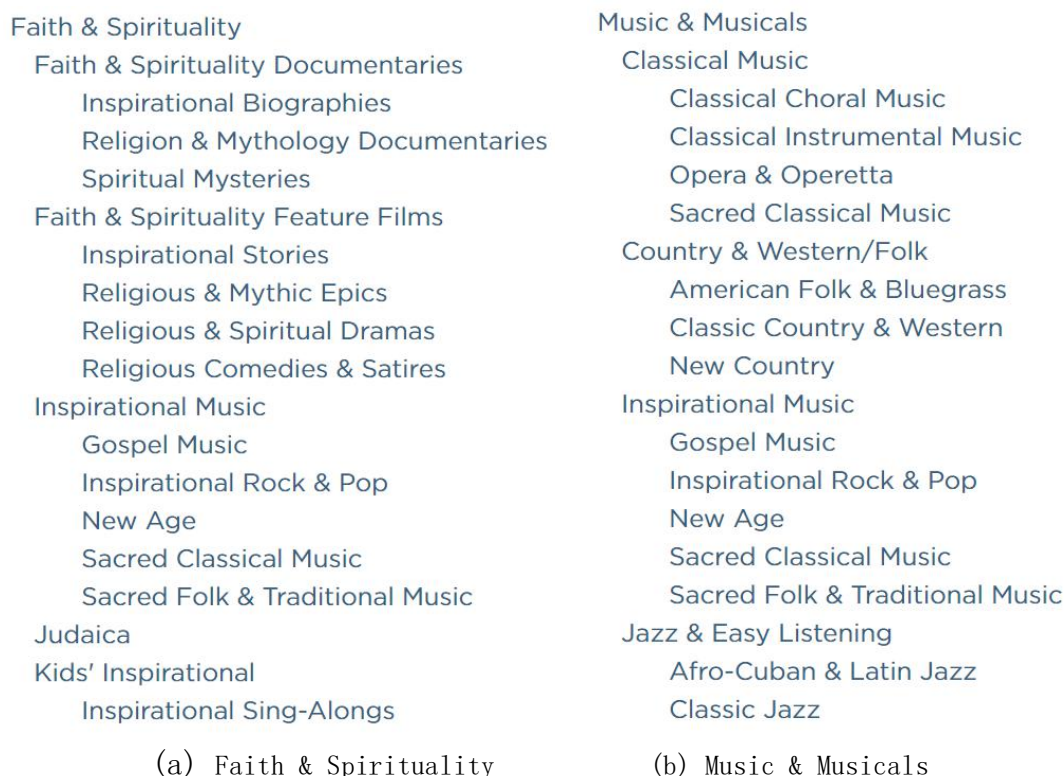 Faith & Spirituality
Faith & Spirituality Documentaries
Inspirational Biographies
Religion & Mythology Documentaries
Spiritual Mysteries
Faith & Spirituality Feature Films
Inspirational Stories
Religious & Mythic Epics
Religious & Spiritual Dramas
Religious Comedies & Satires
Inspirational Music
Gospel Music
Inspirational Rock & Pop
New Age
Sacred Classical Music
Sacred Folk & Traditional Music
Judaica
Kids' Inspirational
Inspirational Sing-Alongs
(a) Faith & Spirituality
Music & Musicals
Classical Music
Classical Choral Music
Classical Instrumental Music
Opera & Operetta
Sacred Classical Music
Country & Western/Folk
American Folk & Bluegrass
Classic Country & Western
New Country
Inspirational Music
Gospel Music
Inspirational Rock & Pop
New Age
Sacred Classical Music
Sacred Folk & Traditional Music
Jazz & Easy Listening
Afro-Cuban & Latin Jazz
Classic Jazz
(b) Music & Musicals